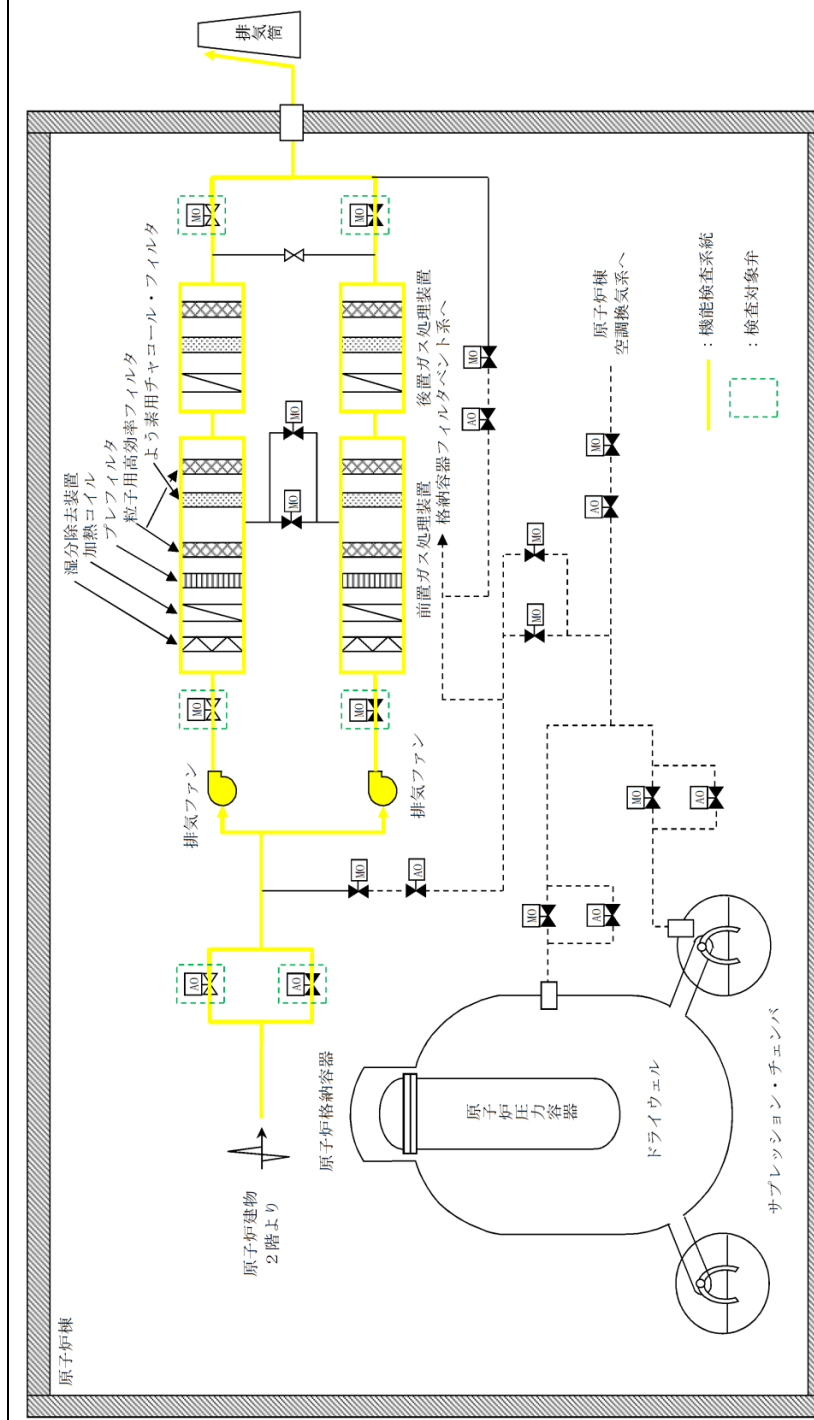 原子炉棟
原子炉建物
２階より
AO
AO
排気ファン
排気ファン
MO
MO
湿分除去装置
加熱コイル
プレフィルタ
粒子用高効率フィルタ
よう素用チャコール・フィルタ
MO
MO
前置ガス処理装置
後置ガス処理装置
MO
MO
排気筒
格納容器フィルタベント系へ
AO
MO
MO
AO
MO
MO
AO
MO
原子炉棟
空調換気系へ
MO
AO
MO
AO
原子炉格納容器
原子炉圧力容器
ドライウェル
サプレッション・チェンバ
：機能検査系統
：検査対象弁